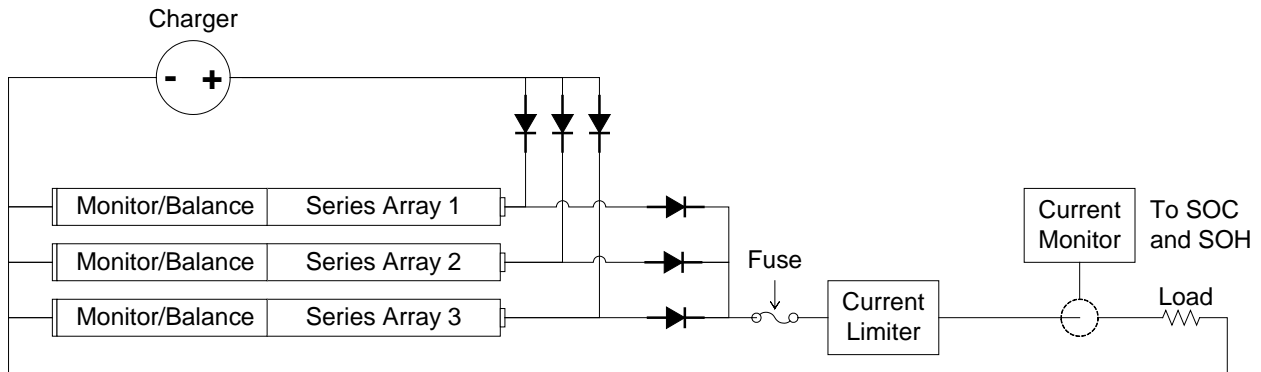 Charger
- +
Monitor/Balance Series Array 1
Monitor/Balance Series Array 2
Monitor/Balance Series Array 3
Fuse
Current
Limiter
Current
Monitor
To SOC
and SOH
Load